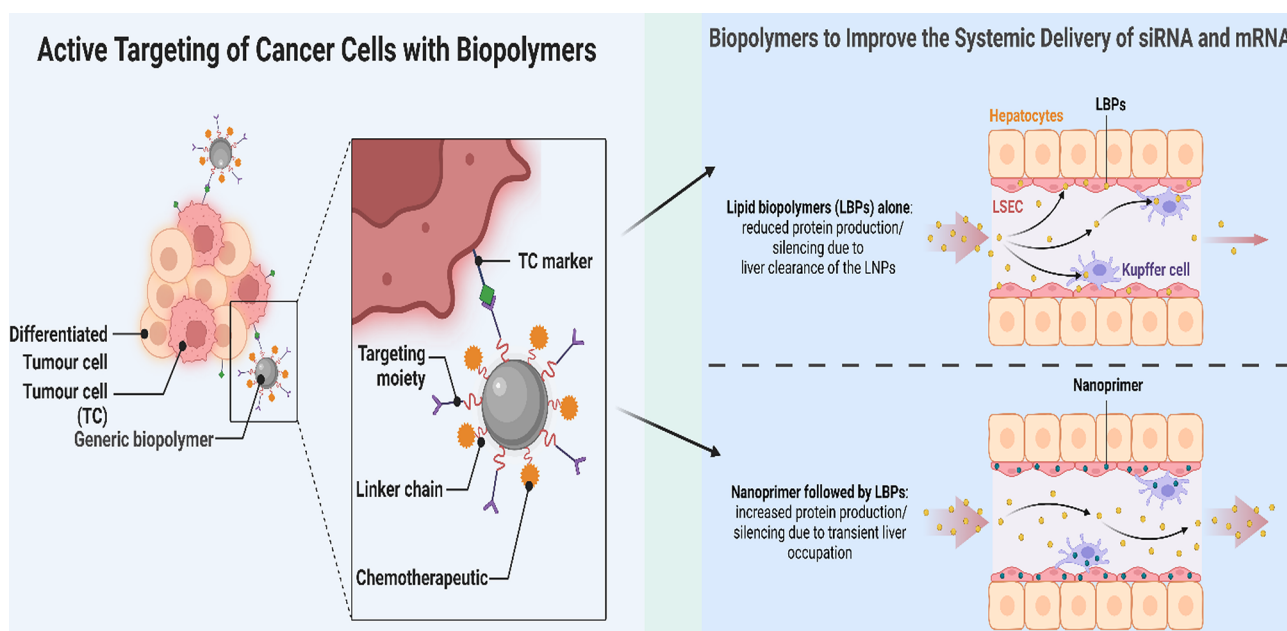 Active Targeting of Cancer Cells with Biopolymers
Differentiated
Tumour cell
Tumour cell
(TC)
Generic biopolymer
TC marker
Targeting
moiety
Linker chain
Chemotherapeutic
Biopolymers to Improve the Systemic Delivery of siRNA and mRNA
Lipid biopolymers (LBPs) alone:
reduced protein production/
silencing due to
liver clearance of the LNPs
Hepatocytes
LBPs
LSEC
Kupffer cell
Nanoprimer followed by LBPs:
increased protein production/
silencing due to transient liver
occupation
Nanoprimer